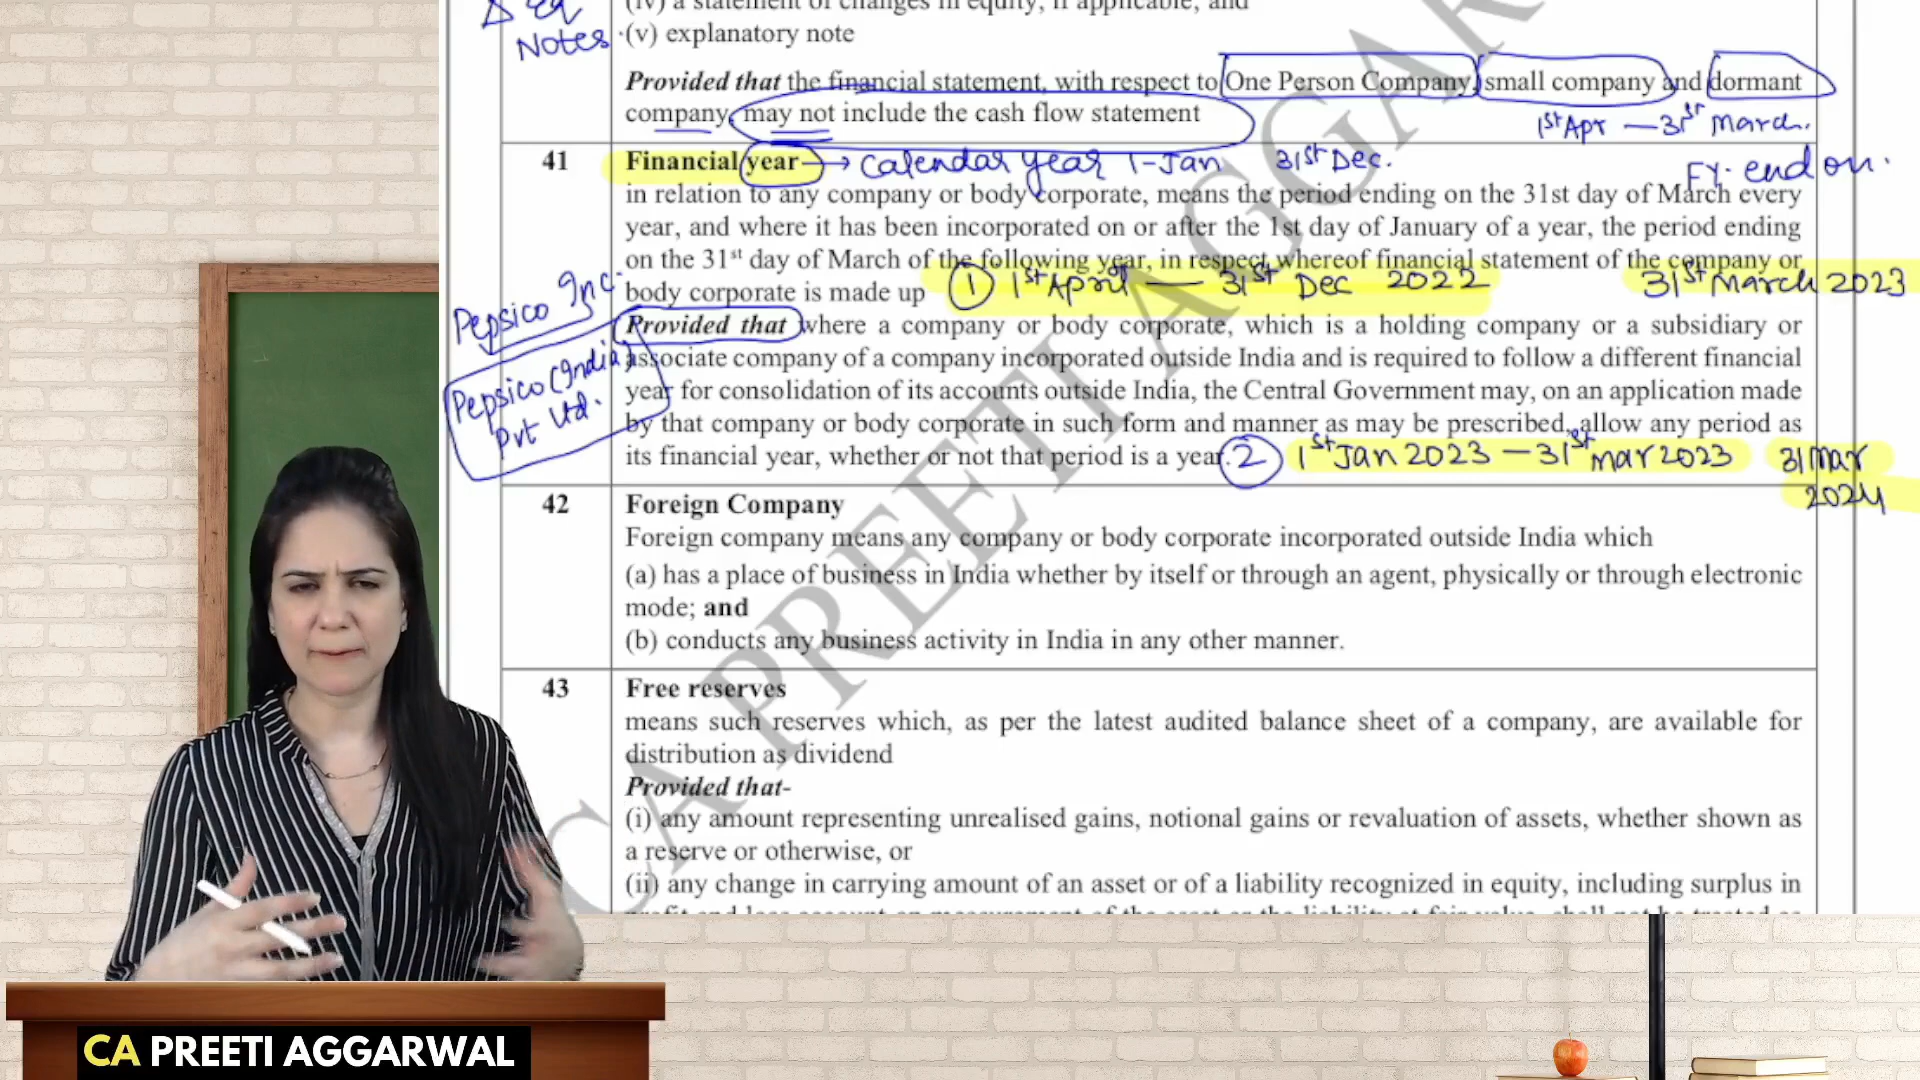 (iv) a statement of changes in equity, if applicable; and
Notes
(v) explanatory note
Provided that the financial statement, with respect to One Person Company, small company and dormant
company, may not include the cash flow statement
1st Apr — 31st March.
41
Financial year → Calendar year 1-Jan 31st Dec.
F.Y. end on.
in relation to any company or body corporate, means the period ending on the 31st day of March every
year, and where it has been incorporated on or after the 1st day of January of a year, the period ending
on the 31st day of March of the following year, in respect whereof financial statement of the company or
body corporate is made up
① 1st April — 31st Dec 2022 31st March 2023
Pepsico Inc.
Pepsico (India)
Pvt Ltd.
Provided that where a company or body corporate, which is a holding company or a subsidiary or
associate company of a company incorporated outside India and is required to follow a different financial
year for consolidation of its accounts outside India, the Central Government may, on an application made
by that company or body corporate in such form and manner as may be prescribed, allow any period as
its financial year, whether or not that period is a year.
② 1st Jan 2023 — 31st mar 2023 31 Mar
2024
42
Foreign Company
Foreign company means any company or body corporate incorporated outside India which
(a) has a place of business in India whether by itself or through an agent, physically or through electronic
mode; and
(b) conducts any business activity in India in any other manner.
43
Free reserves
means such reserves which, as per the latest audited balance sheet of a company, are available for
distribution as dividend
Provided that-
(i) any amount representing unrealised gains, notional gains or revaluation of assets, whether shown as
a reserve or otherwise, or
(ii) any change in carrying amount of an asset or of a liability recognized in equity, including surplus in
CA PREETI AGGAR
CA PREETI AGGARWAL